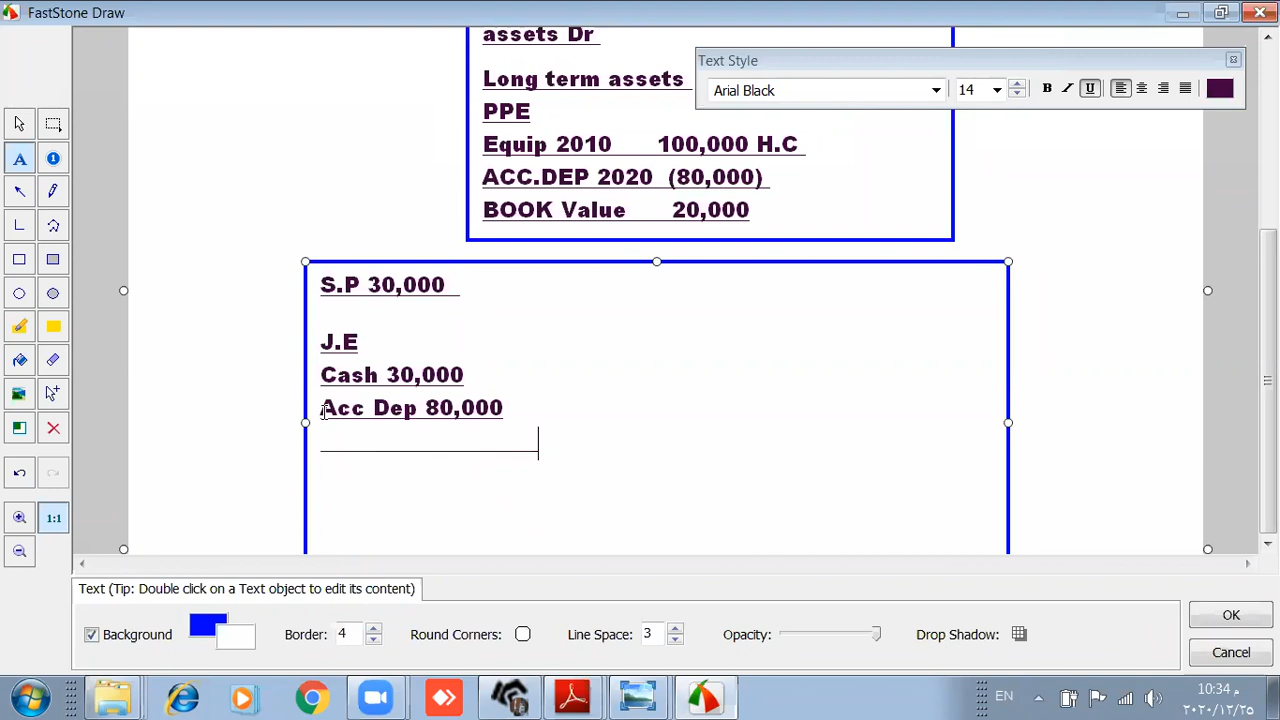 FastStone Draw
assets Dr
Text Style
Long term assets
Arial Black
14
B
I
U
PPE
Equip 2010 100,000 H.C
ACC.DEP 2020 (80,000)
BOOK Value 20,000
A
1
S.P 30,000
J.E
Cash 30,000
Acc Dep 80,000
1:1
Text (Tip: Double click on a Text object to edit its content)
Background
Border: 4
Round Corners:
Line Space: 3
Opacity:
Drop Shadow:
OK
Cancel
EN
10:34 م
٢٠٢٠/١٢/٢٥